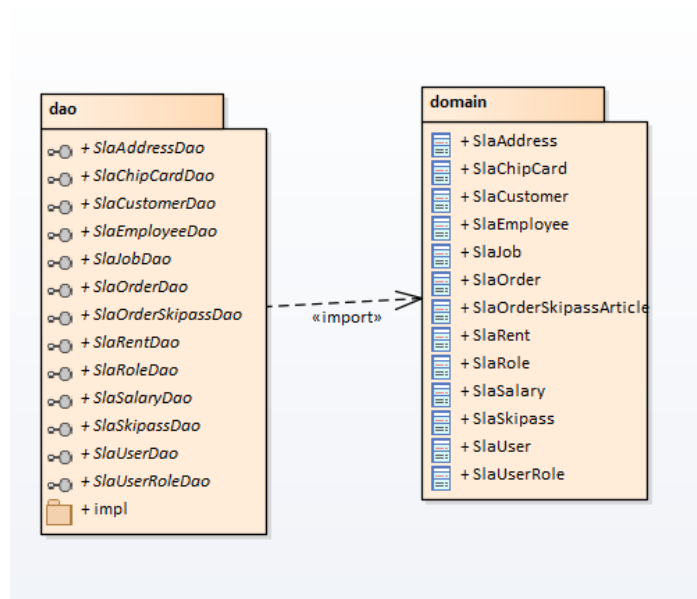 dao
+ SlaAddressDao
+ SlaChipCardDao
+ SlaCustomerDao
+ SlaEmployeeDao
+ SlaJobDao
+ SlaOrderDao
+ SlaOrderSkipassDao
+ SlaRentDao
+ SlaRoleDao
+ SlaSalaryDao
+ SlaSkipassDao
+ SlaUserDao
+ SlaUserRoleDao
+ impl
«import»
domain
+ SlaAddress
+ SlaChipCard
+ SlaCustomer
+ SlaEmployee
+ SlaJob
+ SlaOrder
+ SlaOrderSkipassArticle
+ SlaRent
+ SlaRole
+ SlaSalary
+ SlaSkipass
+ SlaUser
+ SlaUserRole